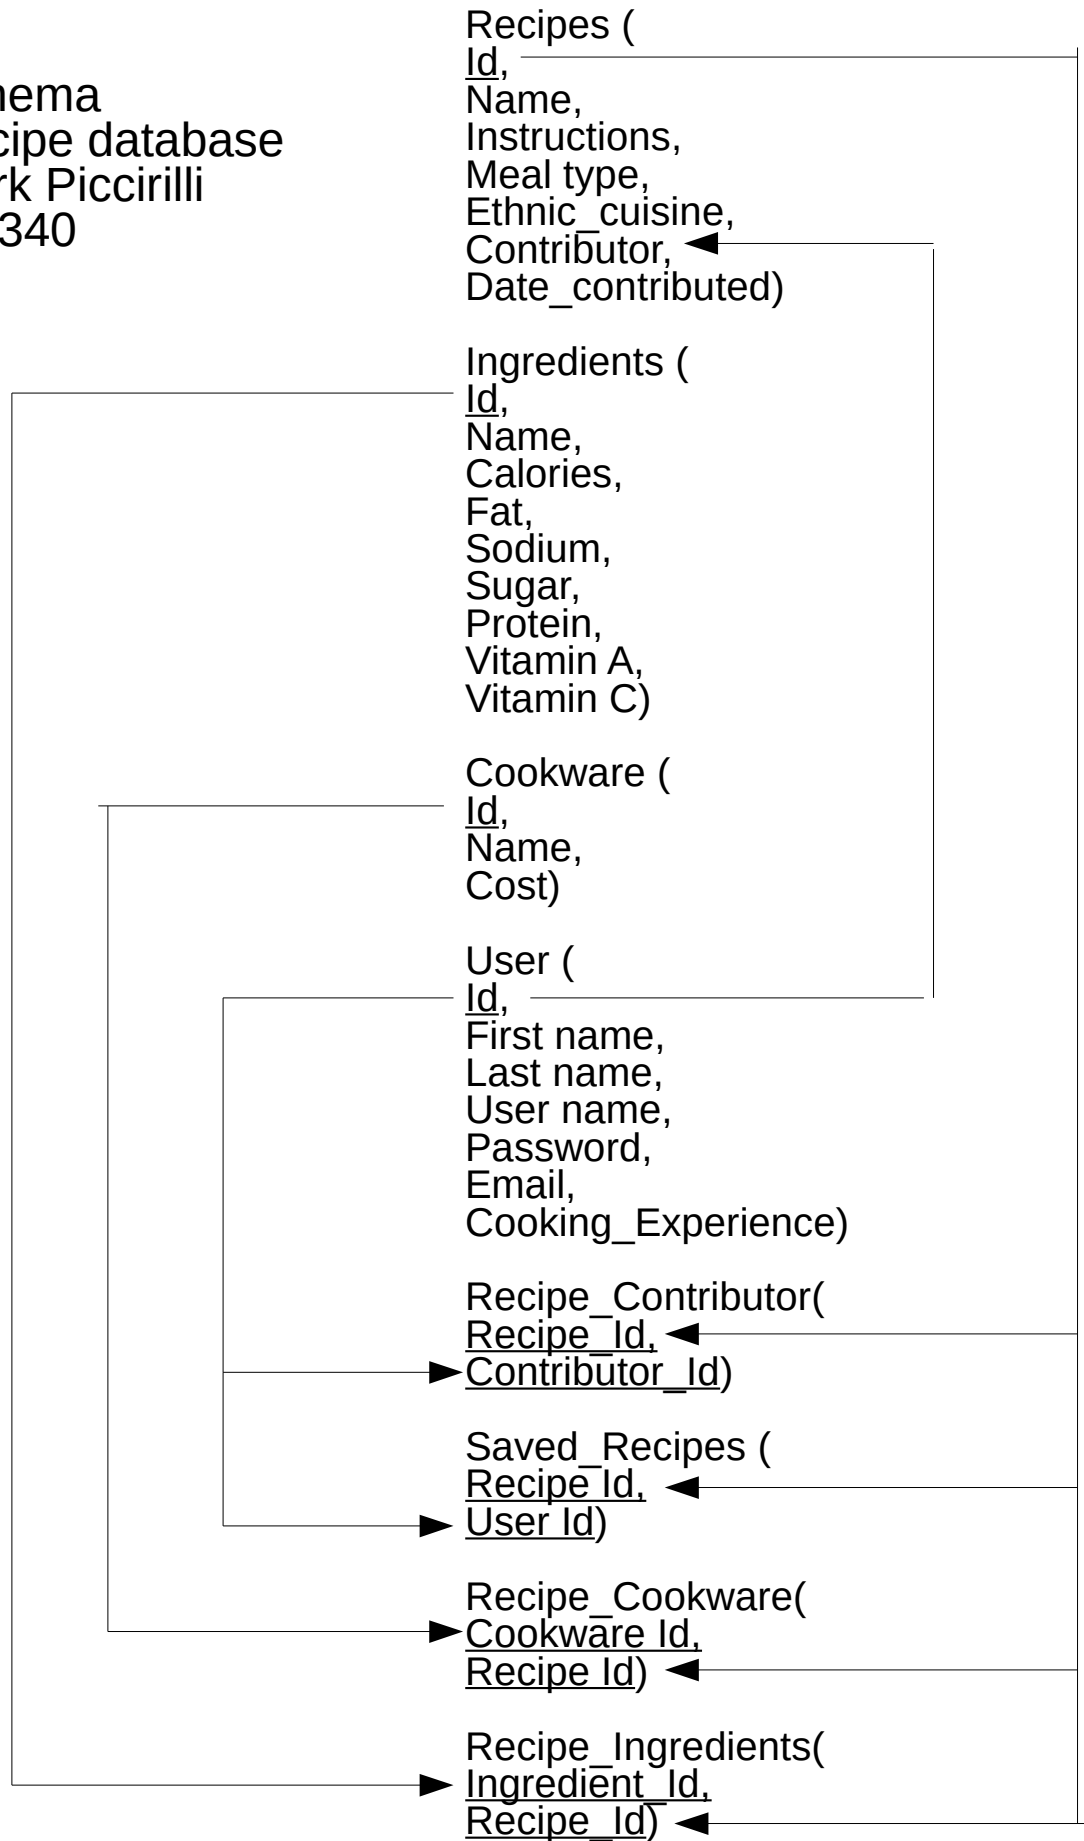 nema
cipe database
rk Piccirilli
340
Recipes (
Id,
Name,
Instructions,
Meal type,
Ethnic_cuisine,
Contributor,
Date_contributed)
Ingredients (
Id,
Name,
Calories,
Fat,
Sodium,
Sugar,
Protein,
Vitamin A,
Vitamin C)
Cookware (
Id,
Name,
Cost)
User (
Id,
First name,
Last name,
User name,
Password,
Email,
Cooking_Experience)
Recipe_Contributor(
Recipe_Id,
Contributor_Id)
Saved_Recipes (
Recipe Id,
User Id)
Recipe_Cookware(
Cookware Id,
Recipe Id)
Recipe_Ingredients(
Ingredient_Id,
Recipe_Id)